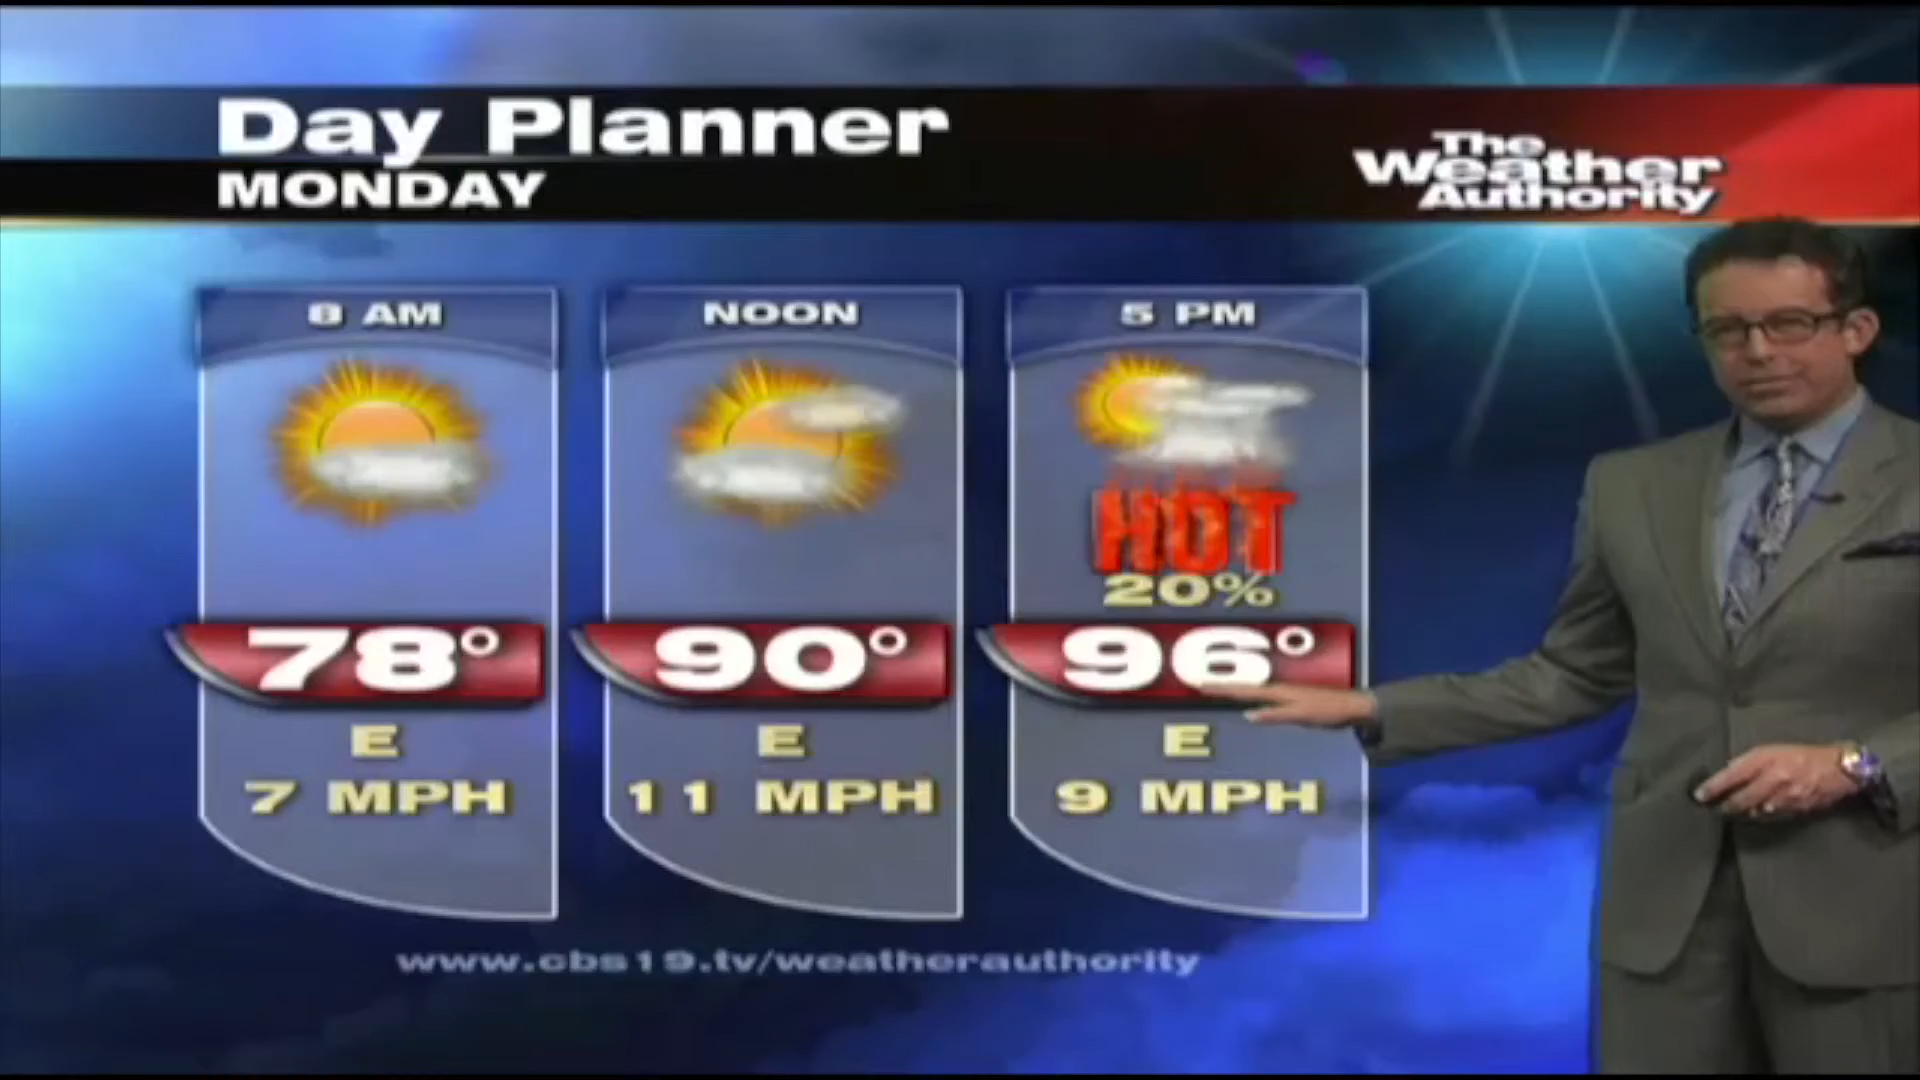 Day Planner
MONDAY
The
Weather
Authority
8 AM
78°
E
7 MPH
NOON
90°
E
11 MPH
5 PM
HOT
20%
96°
E
9 MPH
www.cbs19.tv/weatherauthority